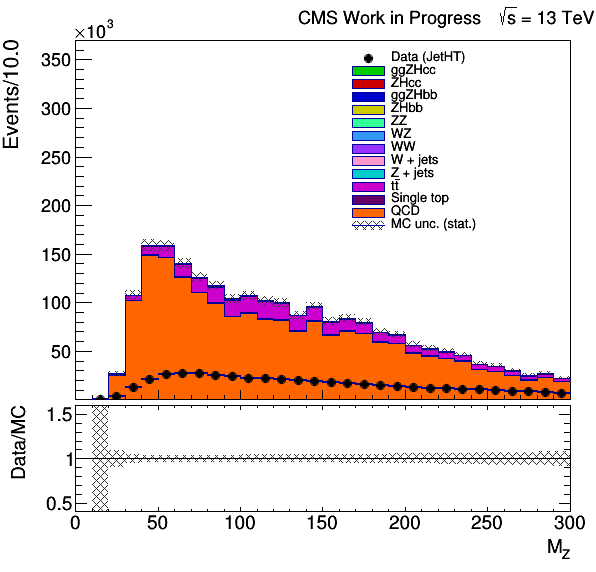 CMS Work in Progress √s = 13 TeV
×10³
Events/10.0
350
300
250
200
150
100
50
Data (JetHT)
ggZHcc
ZHcc
ggZHbb
ZHbb
ZZ
WZ
WW
W + jets
Z + jets
tt̄
Single top
QCD
MC unc. (stat.)
Data/MC
1.5
1
0.5
0 50 100 150 200 250 300
M_Z